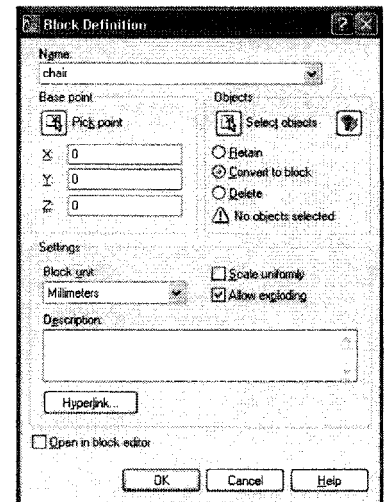 Block Definition
Name:
chair
Base point
Pick point
X: 0
Y: 0
Z: 0
Objects
Select objects
Retain
Convert to block
Delete
No objects selected
Settings
Block unit:
Millimeters
Scale uniformly
Allow exploding
Description:
Hyperlink...
Open in block editor
OK Cancel Help